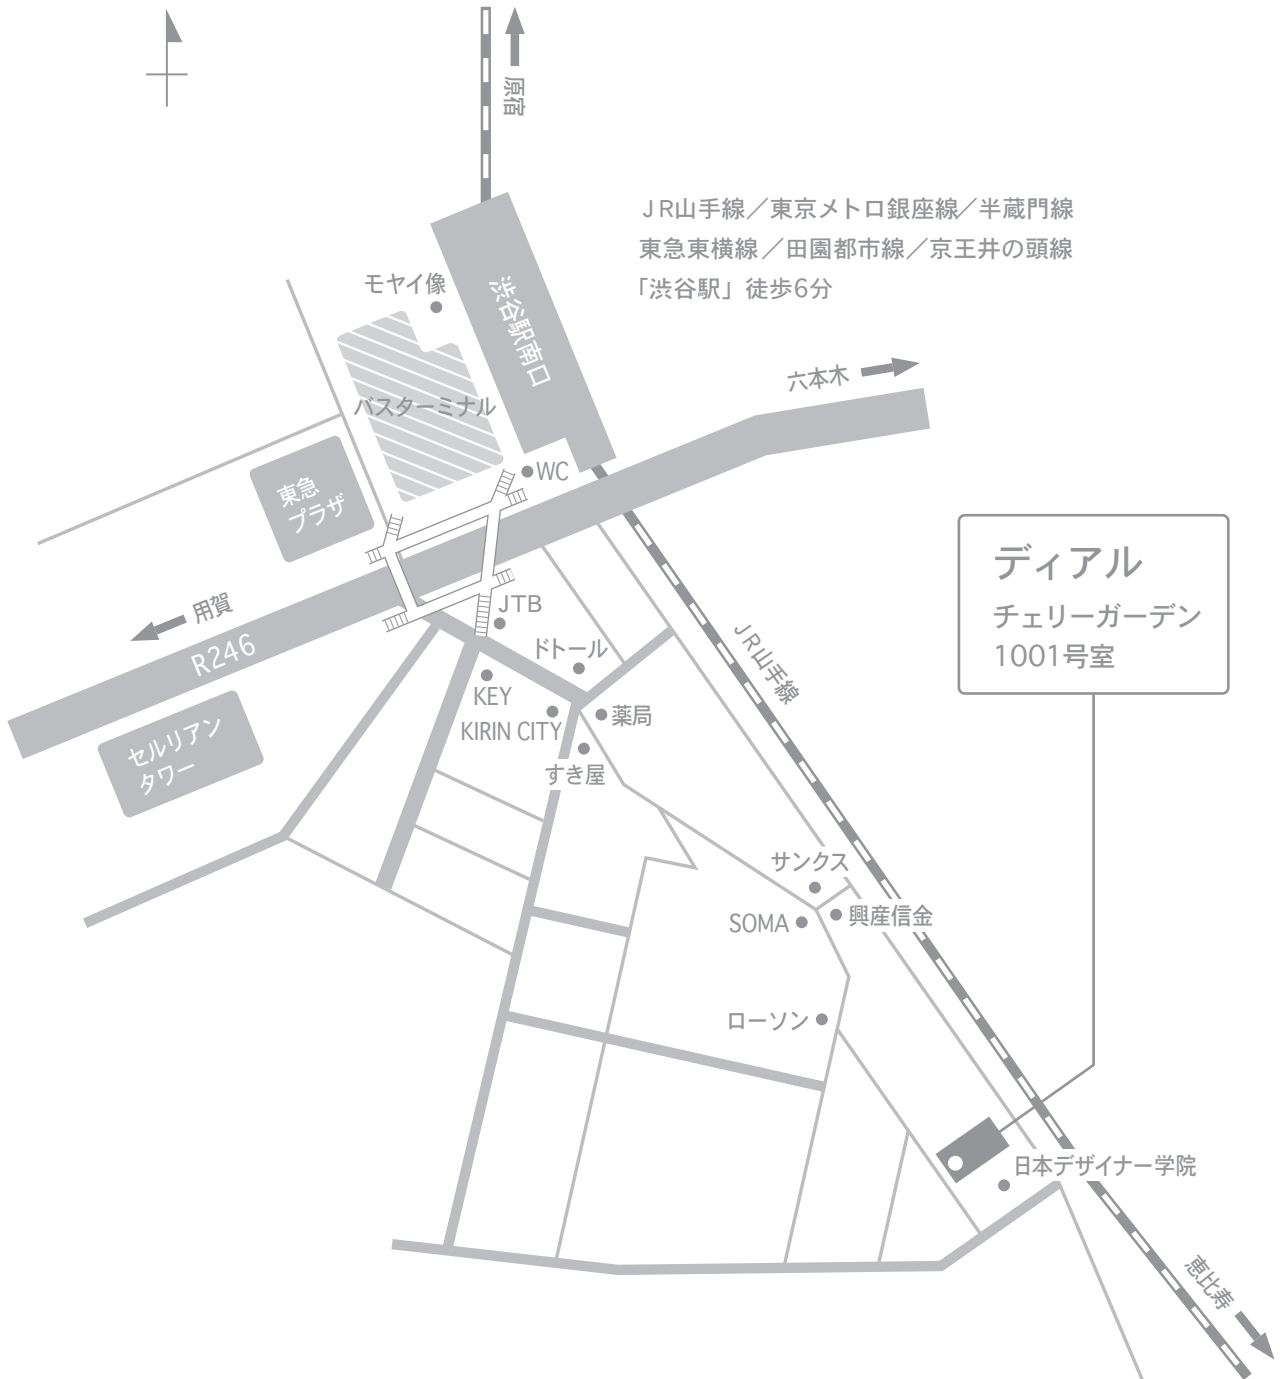 原宿
JR山手線／東京メトロ銀座線／半蔵門線
東急東横線／田園都市線／京王井の頭線
「渋谷駅」徒歩6分
モヤイ像
渋谷駅南口
六本木
バスターミナル
WC
東急
プラザ
ディアル
チェリーガーデン
1001号室
用賀
R246
JTB
ドトール
JR山手線
KEY
KIRIN CITY
薬局
すき屋
セルリアン
タワー
サンクス
興産信金
SOMA
ローソン
日本デザイナー学院
恵比寿